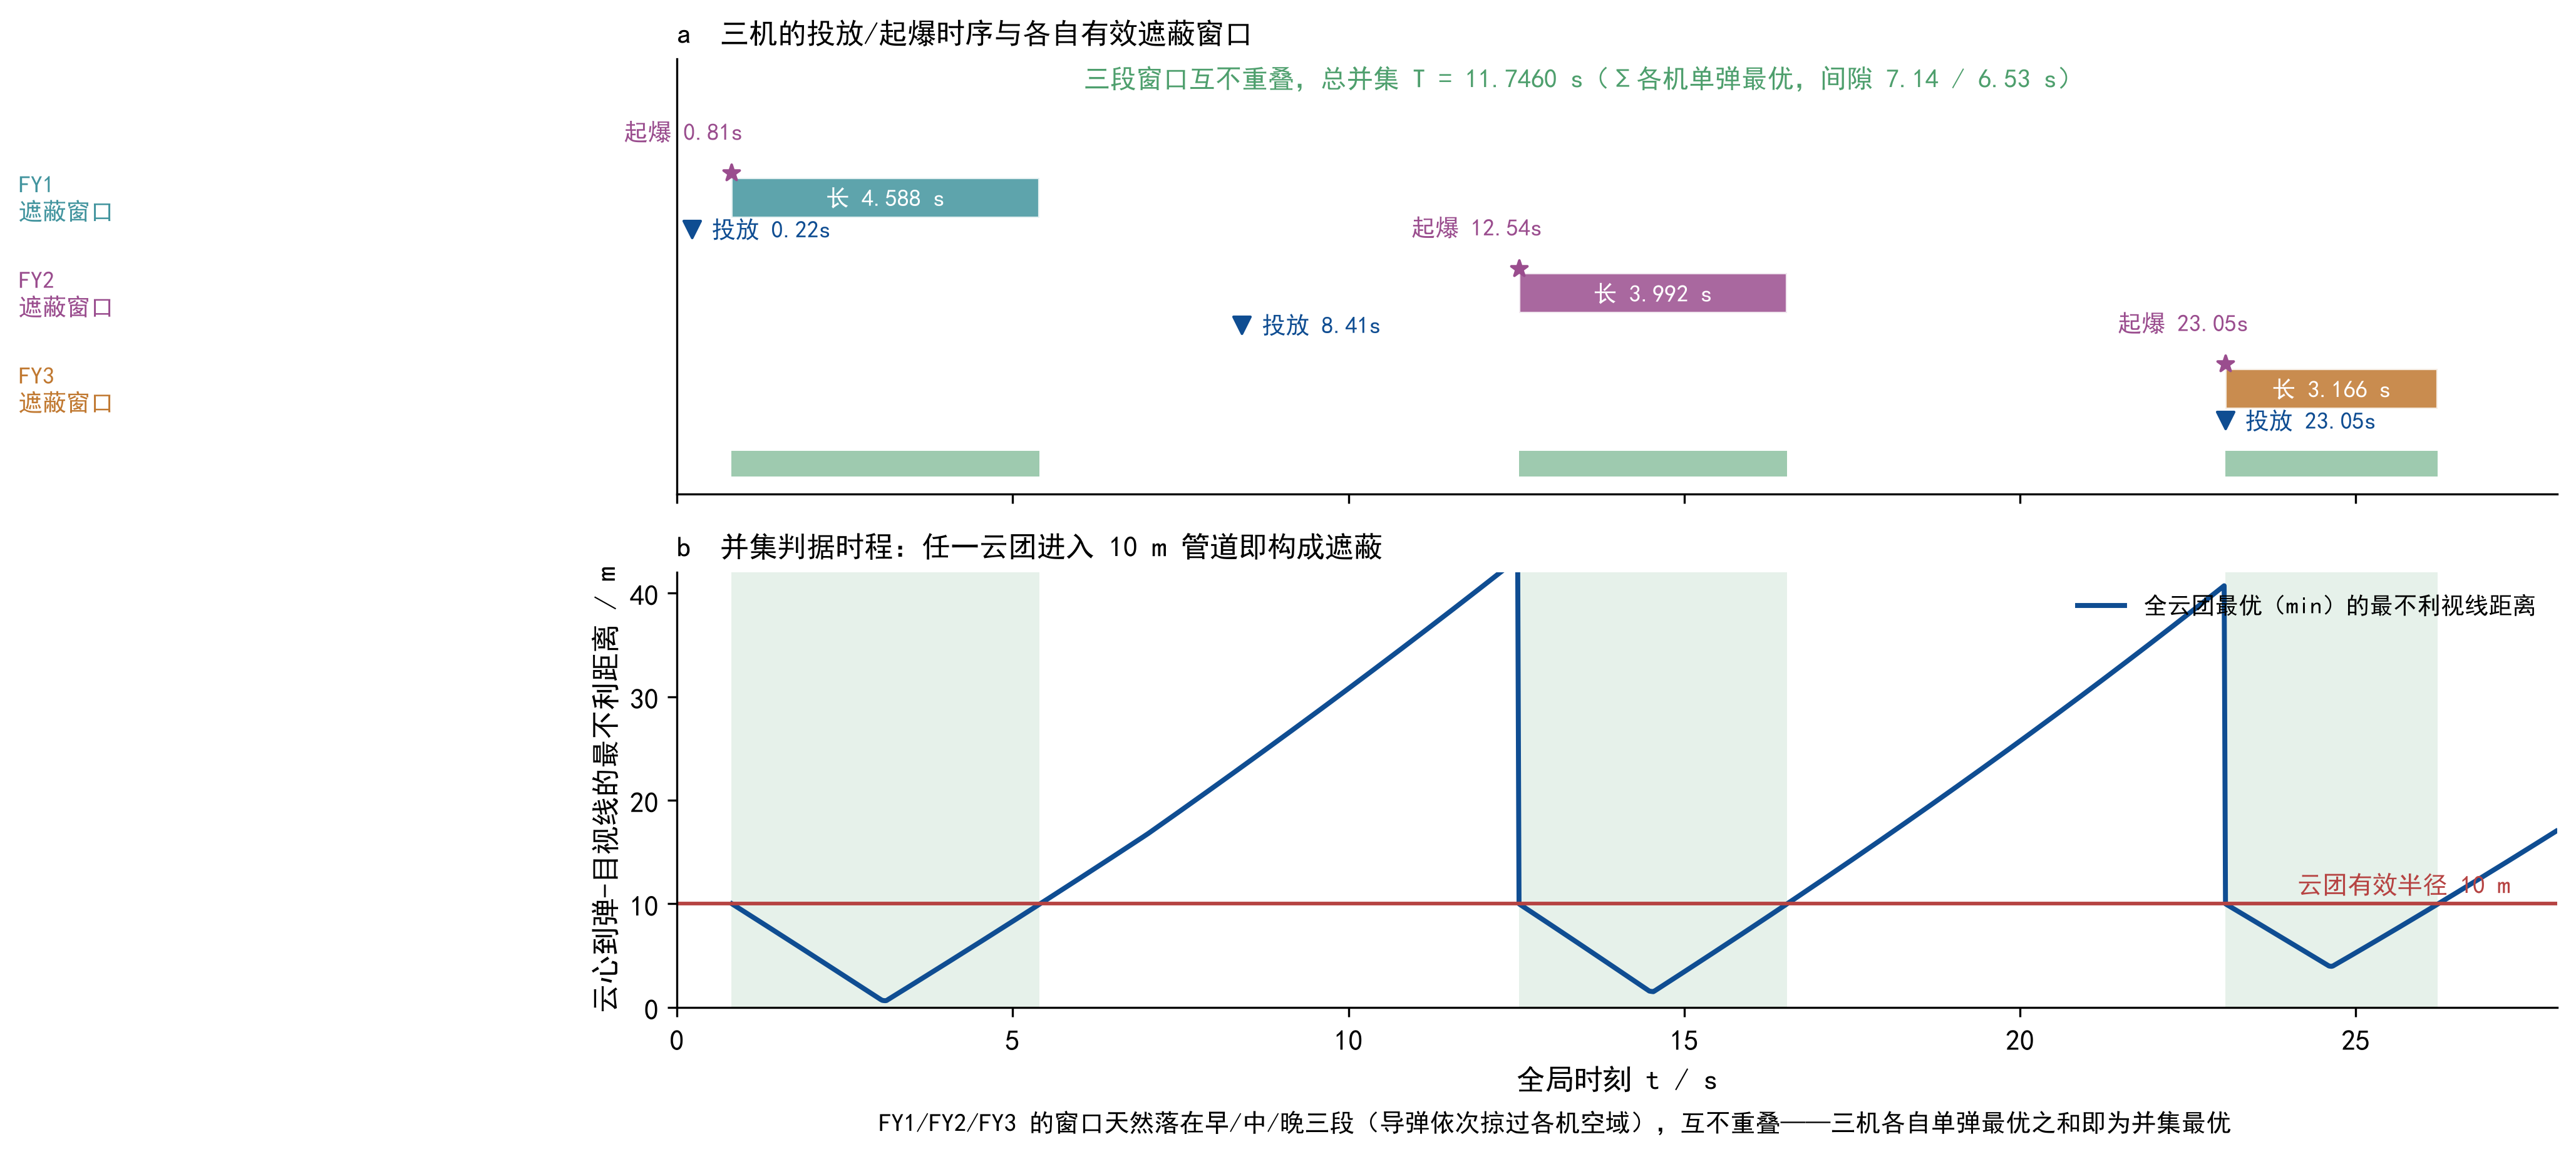 a 三机的投放/起爆时序与各自有效遮蔽窗口
三段窗口互不重叠，总并集 T = 11.7460 s（Σ各机单弹最优，间隙 7.14 / 6.53 s）
起爆 0.81s
FY1
遮蔽窗口
长 4.588 s
投放 0.22s
起爆 12.54s
FY2
遮蔽窗口
长 3.992 s
投放 8.41s
起爆 23.05s
FY3
遮蔽窗口
长 3.166 s
投放 23.05s
b 并集判据时程：任一云团进入 10 m 管道即构成遮蔽
云心到弹-目视线的最不利距离 / m
40
30
20
10
0
全云团最优（min）的最不利视线距离
云团有效半径 10 m
0 5 10 15 20 25
全局时刻 t / s
FY1/FY2/FY3 的窗口天然落在早/中/晚三段（导弹依次掠过各机空域），互不重叠——三机各自单弹最优之和即为并集最优